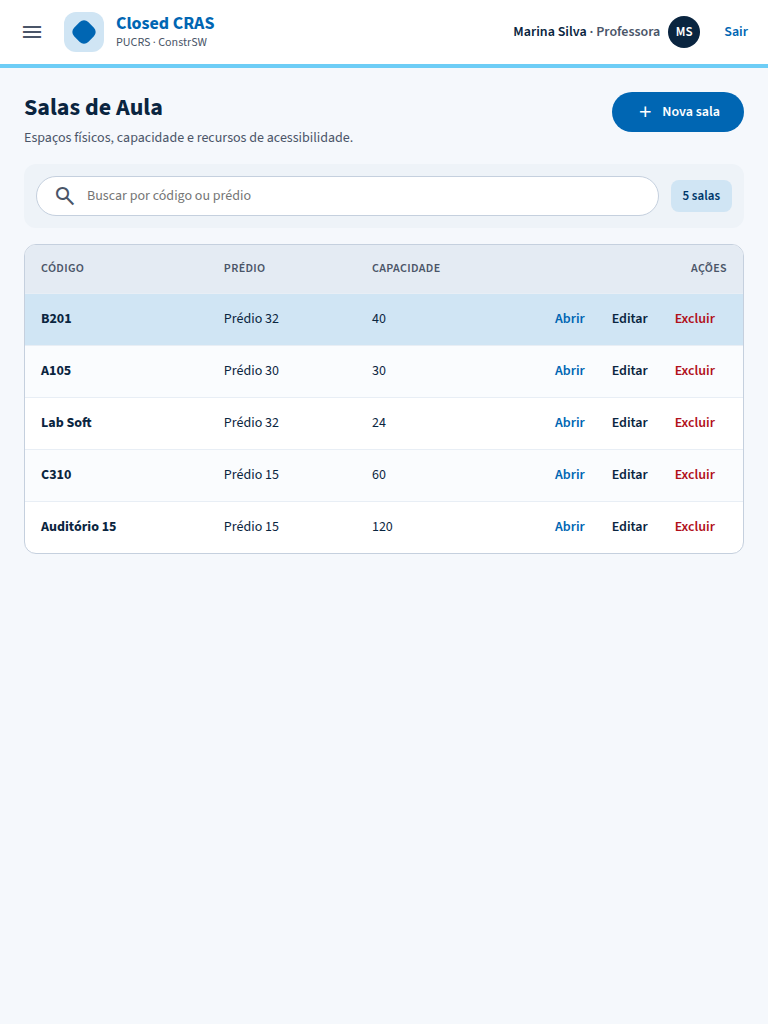 Closed CRAS
PUCRS · ConstrSW
Marina Silva · Professora
MS
Sair
Salas de Aula
Espaços físicos, capacidade e recursos de acessibilidade.
+ Nova sala
Buscar por código ou prédio
5 salas
CÓDIGO PRÉDIO CAPACIDADE AÇÕES
B201 Prédio 32 40 Abrir Editar Excluir
A105 Prédio 30 30 Abrir Editar Excluir
Lab Soft Prédio 32 24 Abrir Editar Excluir
C310 Prédio 15 60 Abrir Editar Excluir
Auditório 15 Prédio 15 120 Abrir Editar Excluir